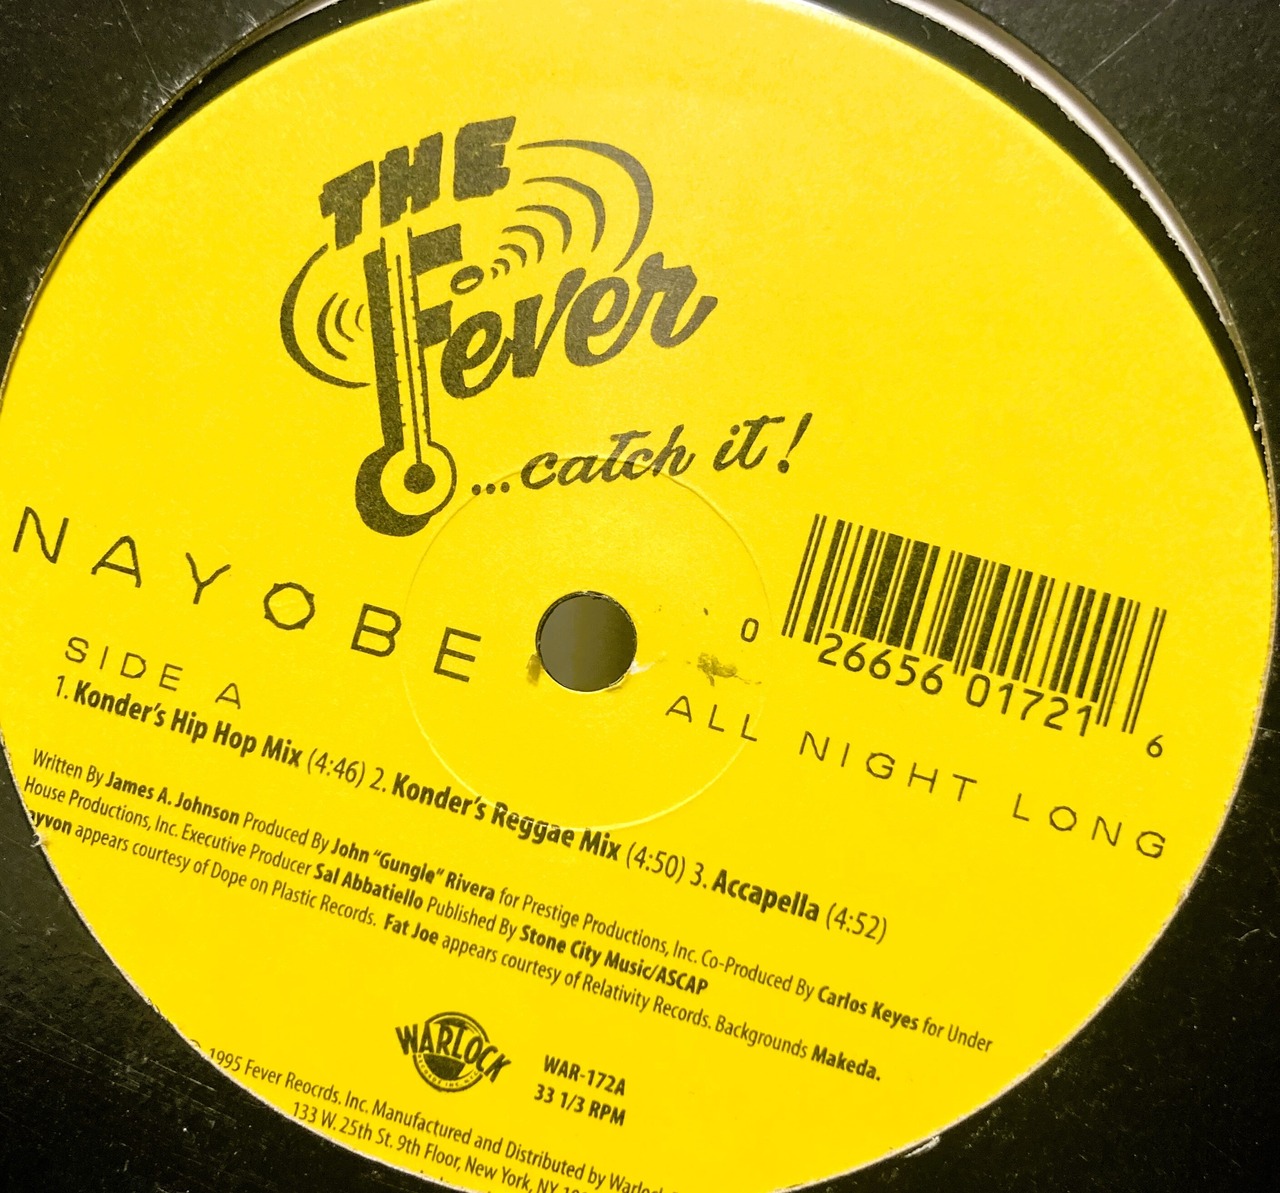 THE
Fever
...catch it!
0 26656 01721 6
NAYOBE
ALL NIGHT LONG
SIDE A
1. Konder's Hip Hop Mix (4:46) 2. Konder's Reggae Mix (4:50) 3. Accapella (4:52)
Written By James A. Johnson Produced By John "Gungle" Rivera for Prestige Productions, Inc. Co-Produced By Carlos Keyes for Under
House Productions, Inc. Executive Producer Sal Abbatiello Published By Stone City Music/ASCAP
appears courtesy of Dope on Plastic Records. Fat Joe appears courtesy of Relativity Records. Backgrounds Makeda.
WARLOCK
WAR-172A
33 1/3 RPM
1995 Fever Reocrds. Inc. Manufactured and Distributed by
133 W. 25th St. 9th Floor, New York, NY